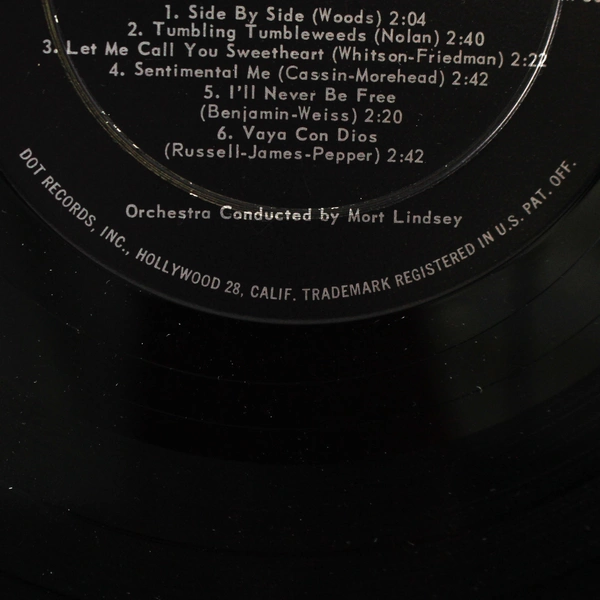 1. Side By Side (Woods) 2:04
2. Tumbling Tumbleweeds (Nolan) 2:40
3. Let Me Call You Sweetheart (Whitson-Friedman) 2:22
4. Sentimental Me (Cassin-Morehead) 2:42
5. I'll Never Be Free
(Benjamin-Weiss) 2:20
6. Vaya Con Dios
(Russell-James-Pepper) 2:42
Orchestra Conducted by Mort Lindsey
DOT RECORDS, INC., HOLLYWOOD 28, CALIF. TRADEMARK REGISTERED IN U.S. PAT. OFF.